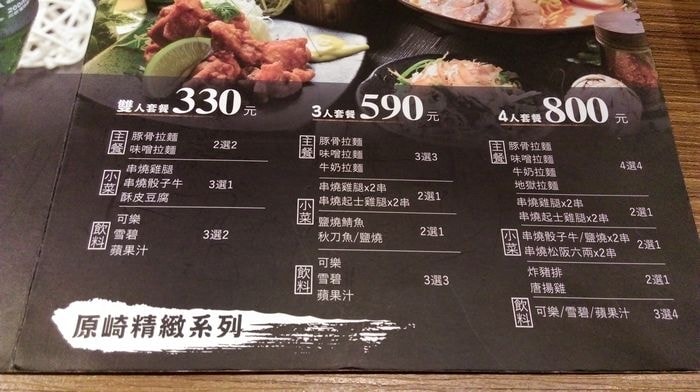 雙人套餐 330元
主餐
豚骨拉麵
味噌拉麵
2選2
小菜
串燒雞腿
串燒骰子牛
酥皮豆腐
3選1
飲料
可樂
雪碧
蘋果汁
3選2
3人套餐 590元
主餐
豚骨拉麵
味噌拉麵
牛奶拉麵
3選3
小菜
串燒雞腿x2串
串燒起士雞腿x2串
2選1
鹽燒鯖魚
秋刀魚/鹽燒
2選1
飲料
可樂
雪碧
蘋果汁
3選3
4人套餐 800元
主餐
豚骨拉麵
味噌拉麵
牛奶拉麵
地獄拉麵
4選4
小菜
串燒雞腿x2串
串燒起士雞腿x2串
2選1
串燒骰子牛/鹽燒x2串
串燒松阪六兩x2串
2選1
炸豬排
唐揚雞
2選1
飲料
可樂/雪碧/蘋果汁
3選4
原崎精緻系列